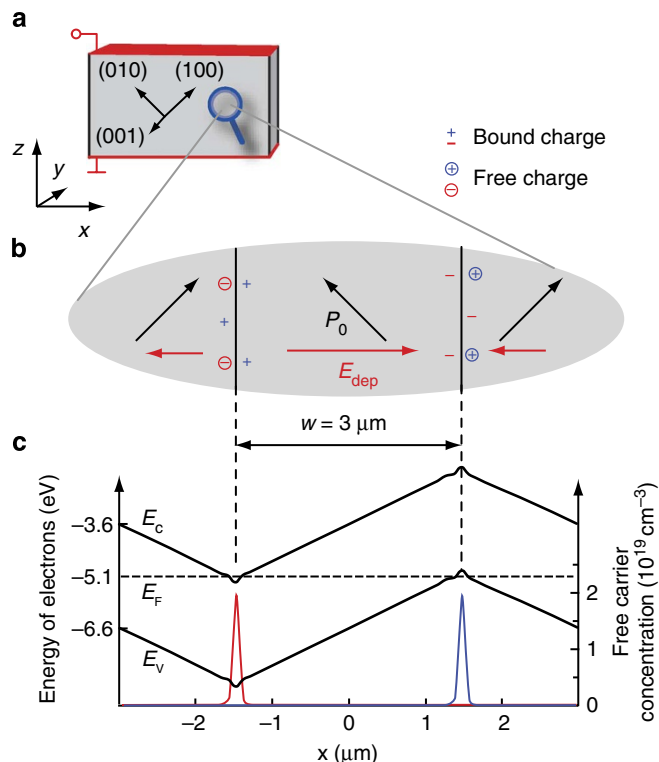 a
(010) (100)
(001)
z
y
x
+
− Bound charge
⊕ Free charge
⊖
b
⊖ + − ⊕
+ −
P0
⊖ + − ⊕
Edep
w = 3 µm
c
Energy of electrons (eV)
−3.6
−5.1
−6.6
EC
EF
EV
Free carrier
concentration (10^19 cm^−3)
2
1
0
−2 −1 0 1 2
x (µm)